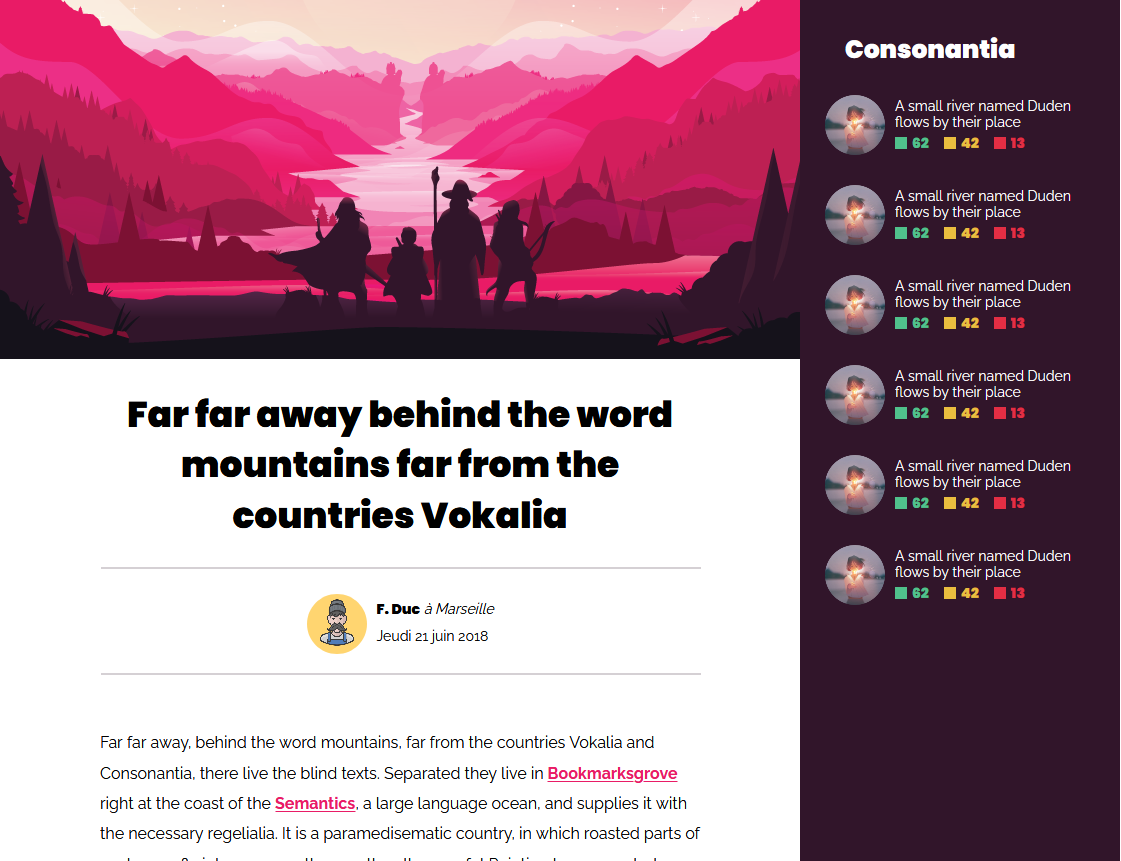 Consonantia
A small river named Duden
flows by their place
62 42 13
A small river named Duden
flows by their place
62 42 13
A small river named Duden
flows by their place
62 42 13
A small river named Duden
flows by their place
62 42 13
A small river named Duden
flows by their place
62 42 13
A small river named Duden
flows by their place
62 42 13
Far far away behind the word
mountains far from the
countries Vokalia
F. Duc à Marseille
Jeudi 21 juin 2018
Far far away, behind the word mountains, far from the countries Vokalia and
Consonantia, there live the blind texts. Separated they live in Bookmarksgrove
right at the coast of the Semantics, a large language ocean, and supplies it with
the necessary regelialia. It is a paramedisematic country, in which roasted parts of